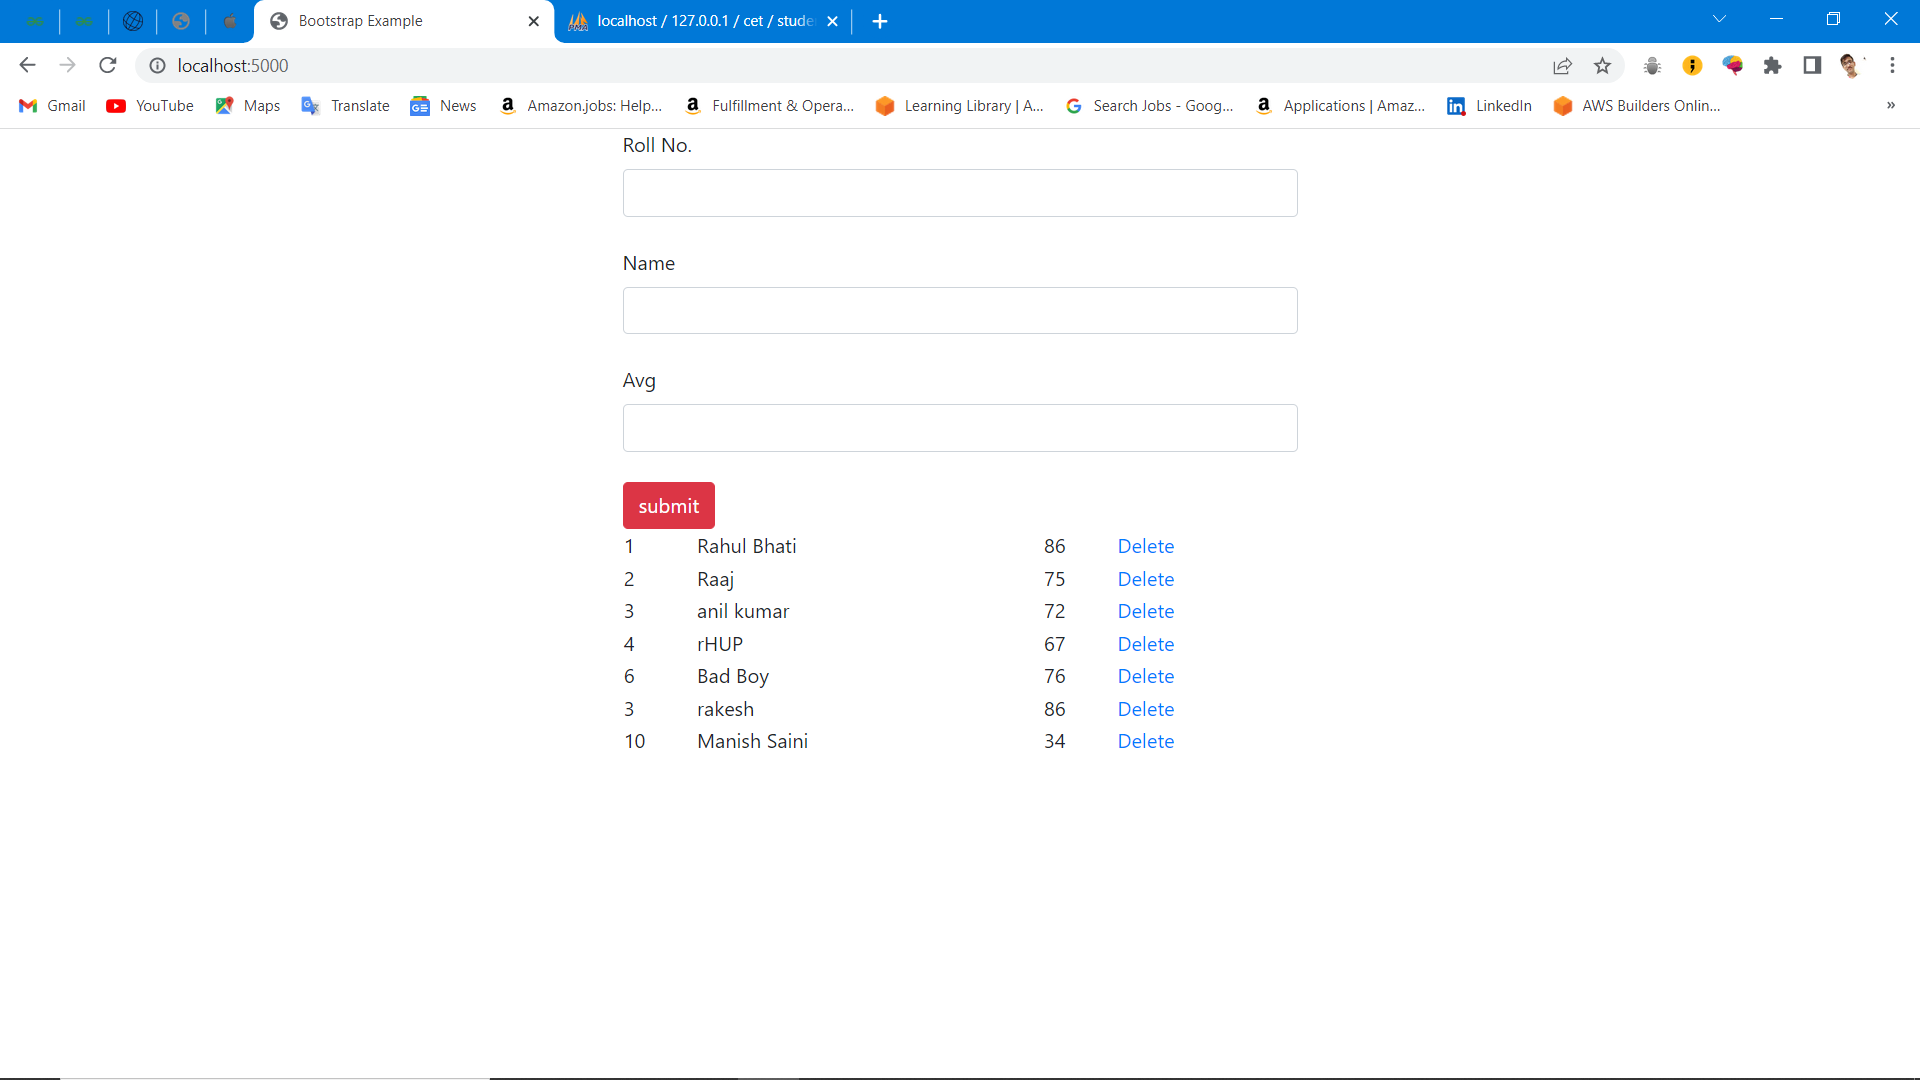 Bootstrap Example
localhost / 127.0.0.1 / cet / stude
localhost:5000
Gmail YouTube Maps Translate News Amazon.jobs: Help... Fulfillment & Opera... Learning Library | A... Search Jobs - Goog... Applications | Amaz... LinkedIn AWS Builders Onlin... »
Roll No.
Name
Avg
submit
1 Rahul Bhati 86 Delete
2 Raaj 75 Delete
3 anil kumar 72 Delete
4 rHUP 67 Delete
6 Bad Boy 76 Delete
3 rakesh 86 Delete
10 Manish Saini 34 Delete